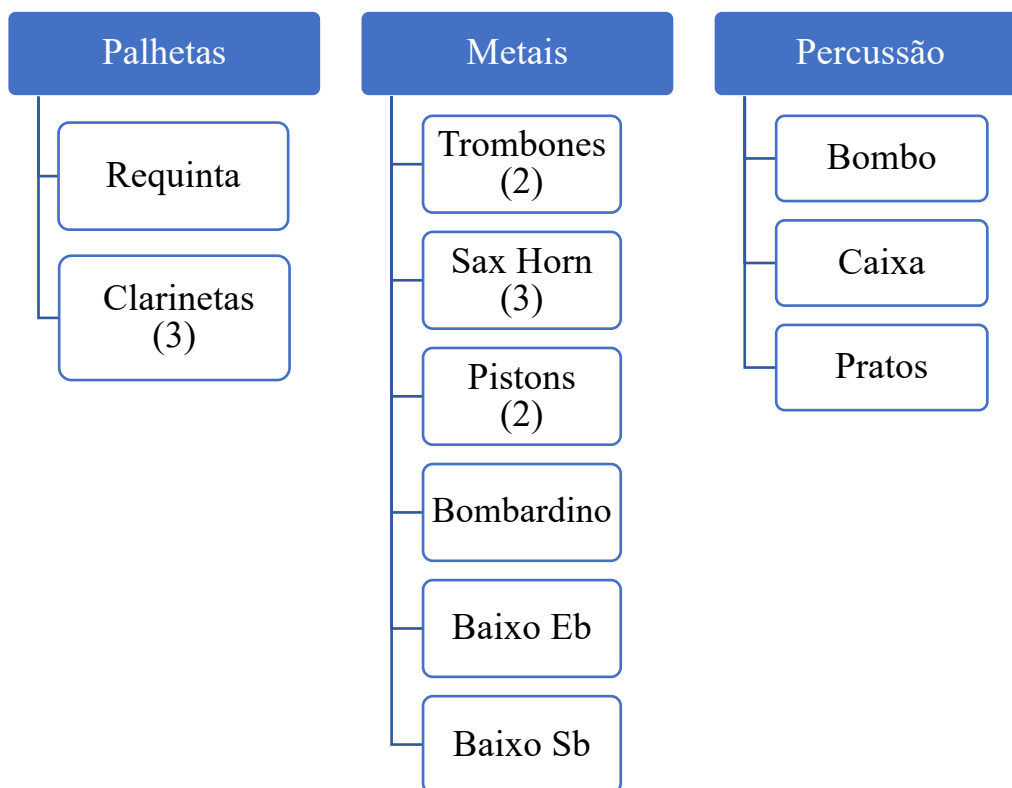 Palhetas
Requinta
Clarinetas
(3)
Metais
Trombones
(2)
Sax Horn
(3)
Pistons
(2)
Bombardino
Baixo Eb
Baixo Sb
Percussão
Bombo
Caixa
Pratos